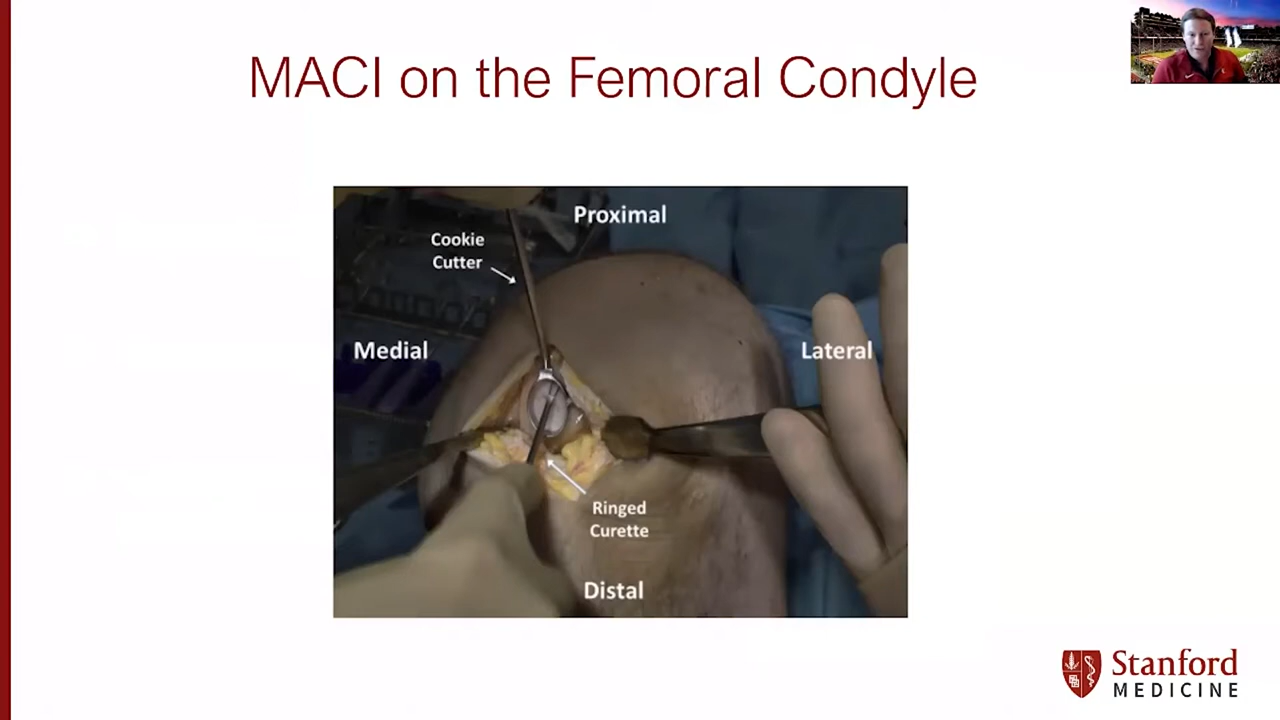 MACI on the Femoral Condyle
Proximal
Cookie
Cutter
Medial
Lateral
Ringed
Curette
Distal
Stanford
MEDICINE